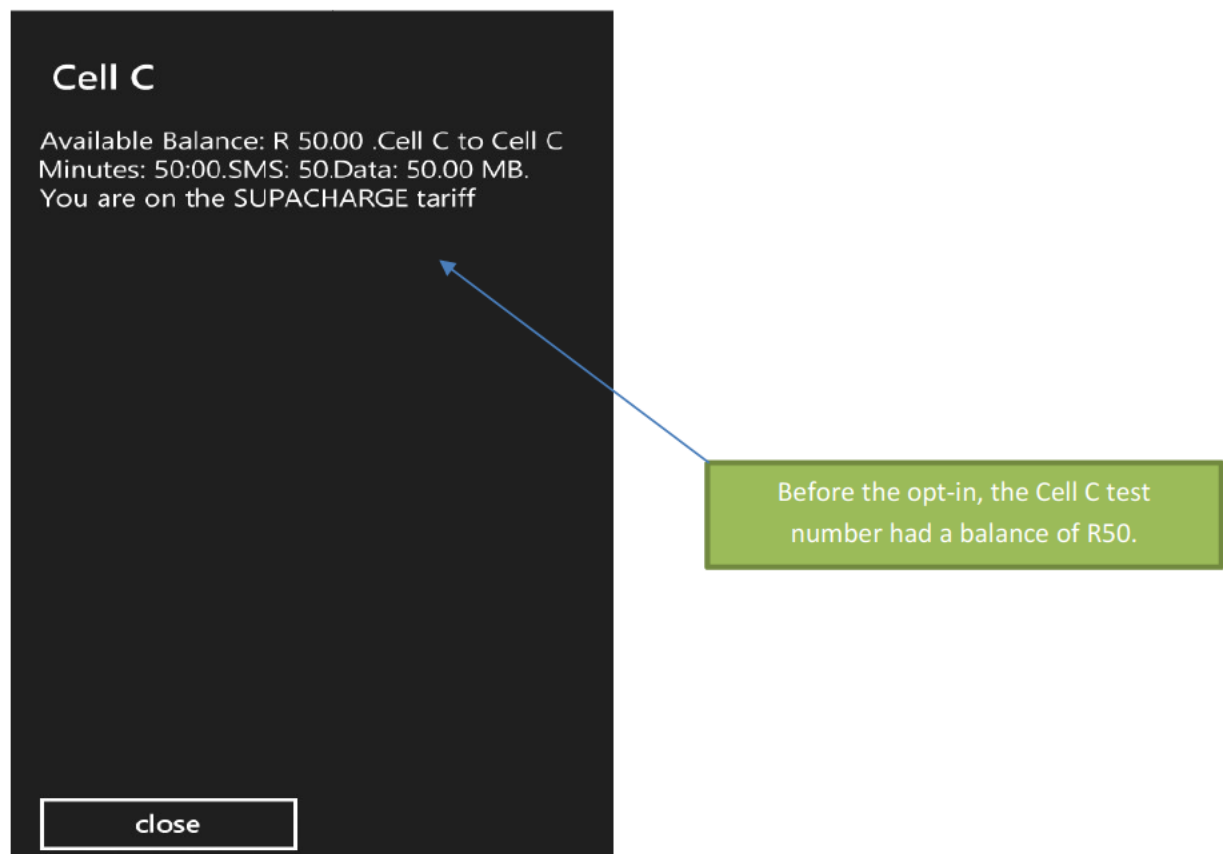 Cell C
Available Balance: R 50.00 .Cell C to Cell C
Minutes: 50:00.SMS: 50.Data: 50.00 MB.
You are on the SUPACHARGE tariff
Before the opt-in, the Cell C test
number had a balance of R50.
close